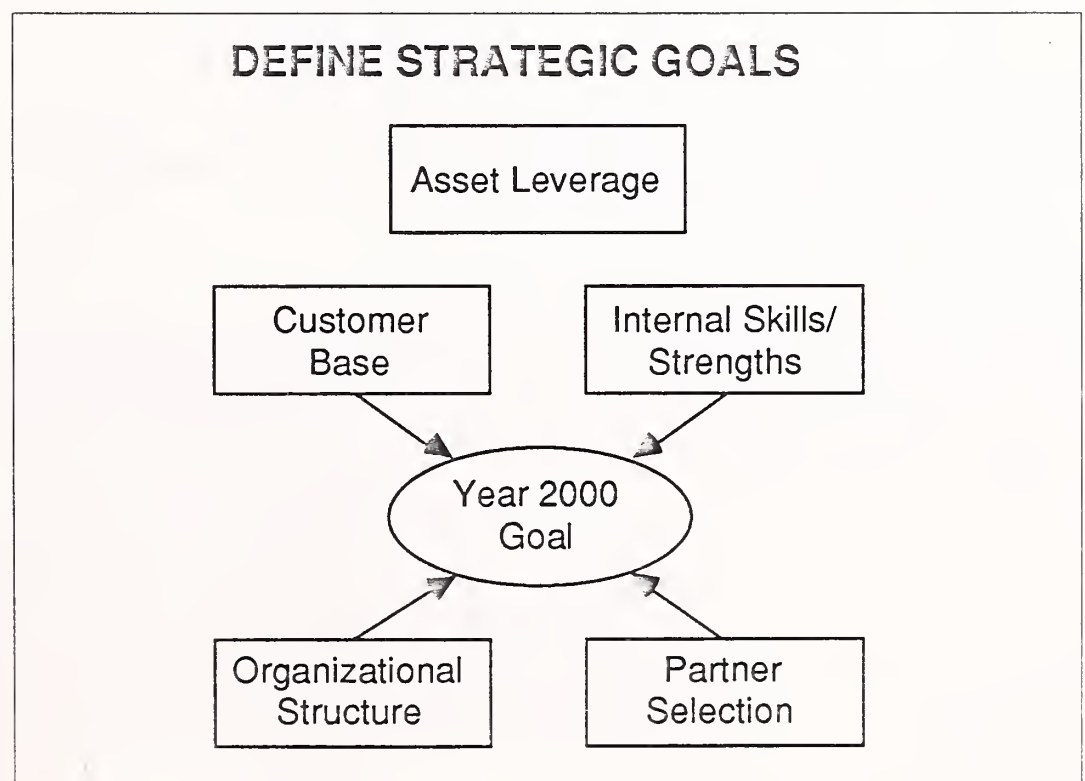 DEFINE STRATEGIC GOALS
Asset Leverage
Customer
Base
Internal Skills/
Strengths
Year 2000
Goal
Organizational
Structure
Partner
Selection